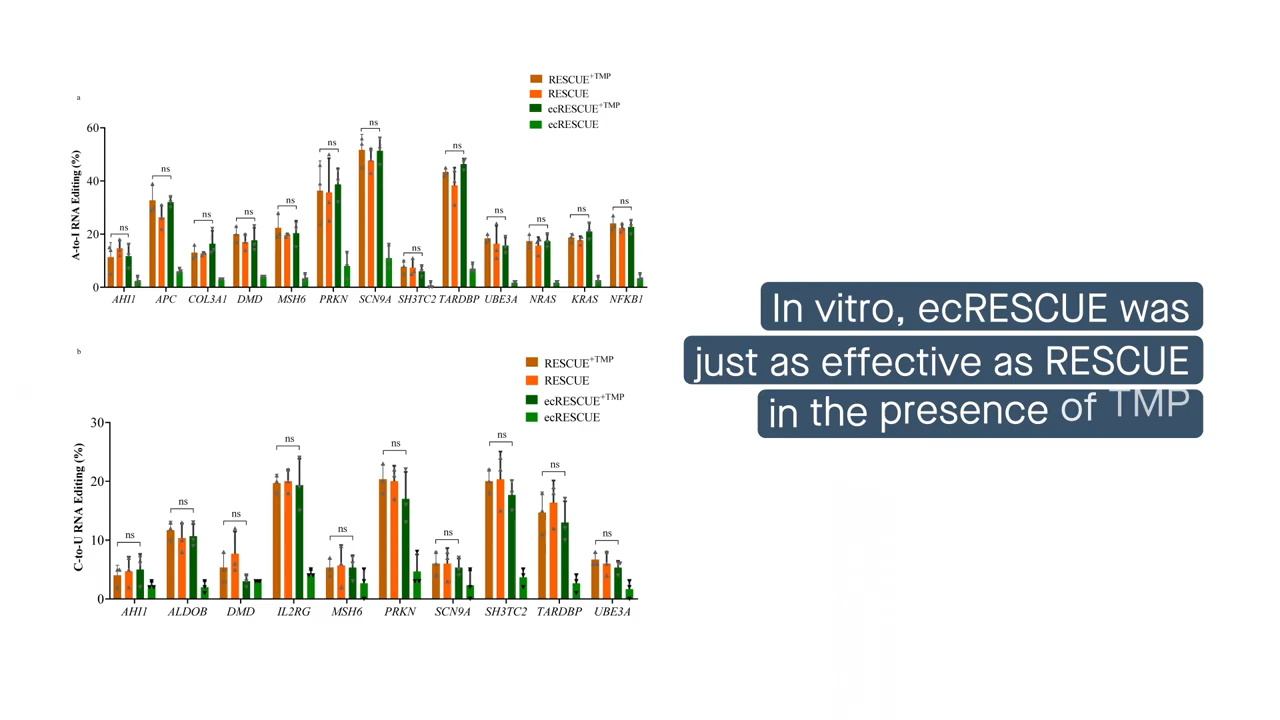 a
RESCUE+TMP
RESCUE
ecRESCUE+TMP
ecRESCUE
A-to-I RNA Editing (%)
60
40
20
0
ns ns ns ns ns ns ns ns ns ns ns ns ns
AHI1 APC COL3A1 DMD MSH6 PRKN SCN9A SH3TC2 TARDBP UBE3A NRAS KRAS NFKB1
b
RESCUE+TMP
RESCUE
ecRESCUE+TMP
ecRESCUE
C-to-U RNA Editing (%)
30
20
10
0
ns ns ns ns ns ns ns ns ns ns
AHI1 ALDOB DMD IL2RG MSH6 PRKN SCN9A SH3TC2 TARDBP UBE3A
In vitro, ecRESCUE was
just as effective as RESCUE
in the presence of TMP